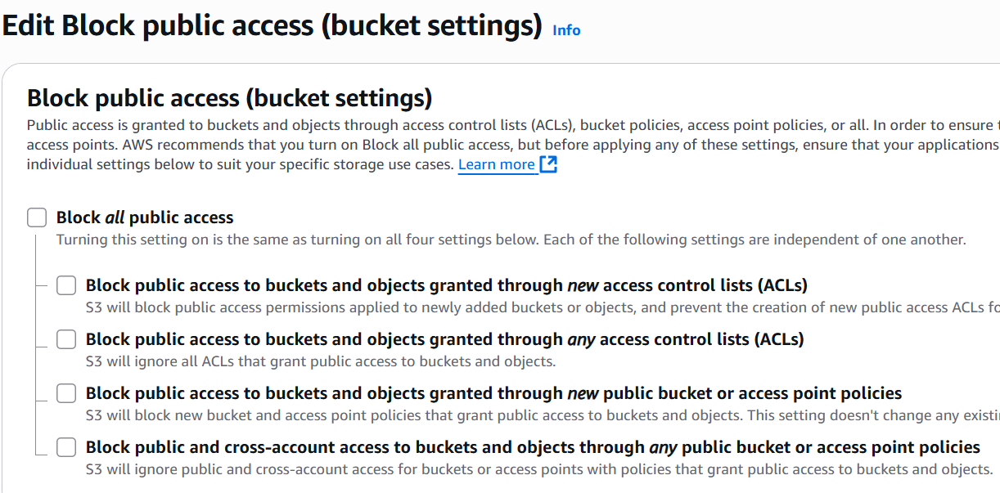 Edit Block public access (bucket settings) Info
Block public access (bucket settings)
Public access is granted to buckets and objects through access control lists (ACLs), bucket policies, access point policies, or all. In order to ensure
access points. AWS recommends that you turn on Block all public access, but before applying any of these settings, ensure that your applications
individual settings below to suit your specific storage use cases. Learn more
Block all public access
Turning this setting on is the same as turning on all four settings below. Each of the following settings are independent of one another.
Block public access to buckets and objects granted through new access control lists (ACLs)
S3 will block public access permissions applied to newly added buckets or objects, and prevent the creation of new public access ACLs
Block public access to buckets and objects granted through any access control lists (ACLs)
S3 will ignore all ACLs that grant public access to buckets and objects.
Block public access to buckets and objects granted through new public bucket or access point policies
S3 will block new bucket and access point policies that grant public access to buckets and objects. This setting doesn't change any
Block public and cross-account access to buckets and objects through any public bucket or access point policies
S3 will ignore public and cross-account access for buckets or access points with policies that grant public access to buckets and objects.